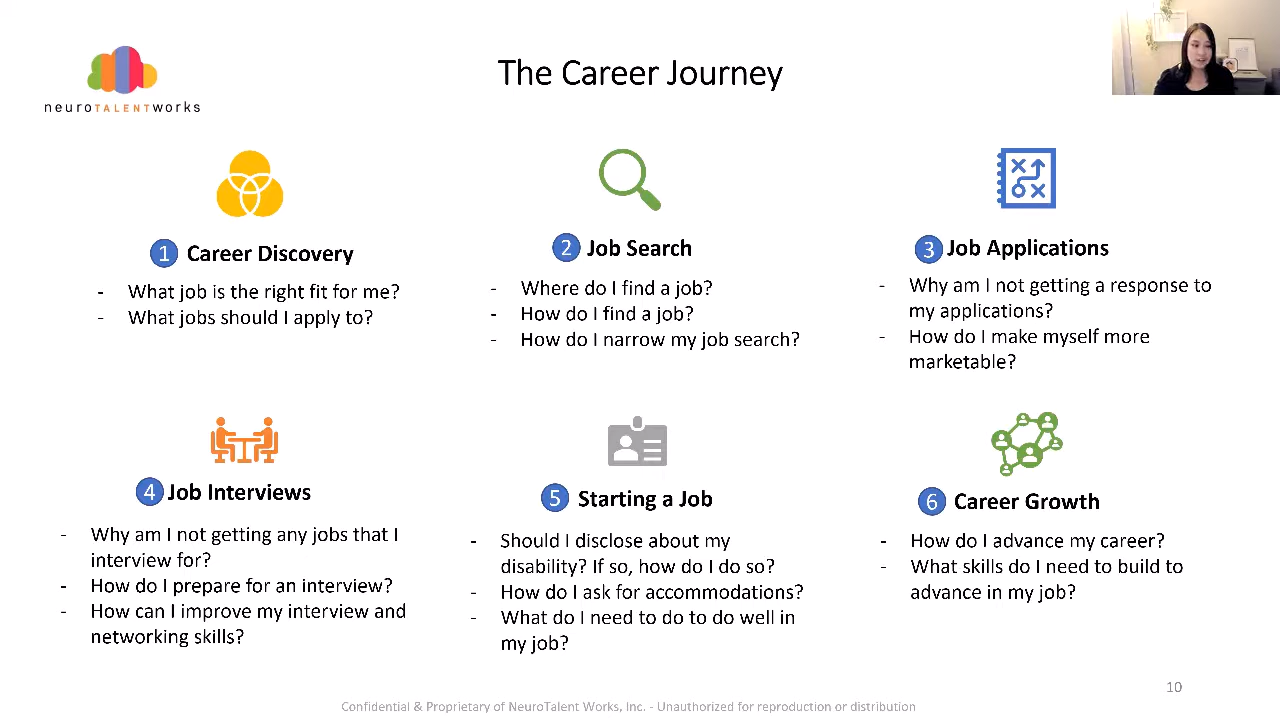 The Career Journey
neuroTALENTworks
1 Career Discovery
- What job is the right fit for me?
- What jobs should I apply to?
2 Job Search
- Where do I find a job?
- How do I find a job?
- How do I narrow my job search?
3 Job Applications
- Why am I not getting a response to
my applications?
- How do I make myself more
marketable?
4 Job Interviews
- Why am I not getting any jobs that I
interview for?
- How do I prepare for an interview?
- How can I improve my interview and
networking skills?
5 Starting a Job
- Should I disclose about my
disability? If so, how do I do so?
- How do I ask for accommodations?
- What do I need to do to do well in
my job?
6 Career Growth
- How do I advance my career?
- What skills do I need to build to
advance in my job?
10
Confidential & Proprietary of NeuroTalent Works, Inc. - Unauthorized for reproduction or distribution